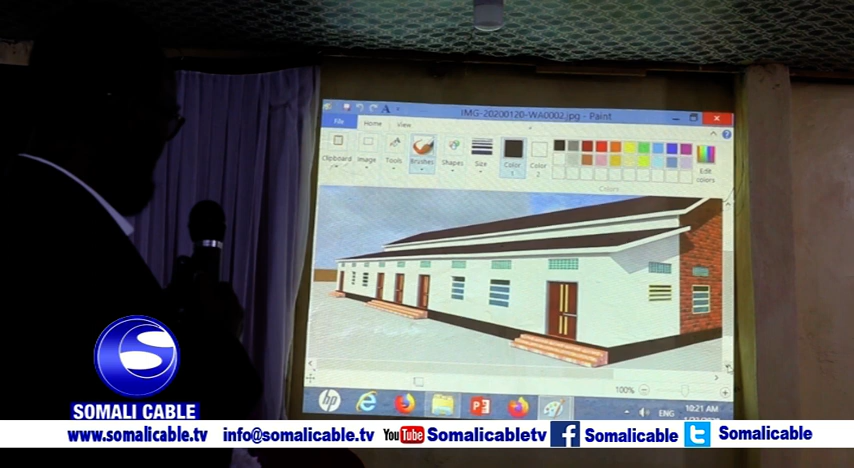 IMG-20200120-WA0002.jpg - Paint
File Home View
Clipboard Image Tools Brushes Shapes Size Color 1 Color 2 Edit colors
Colors
100%
hp
ENG
10:21 AM
SOMALI CABLE
www.somalicable.tv info@somalicable.tv YouTube Somalicabletv Somalicable Somalicable